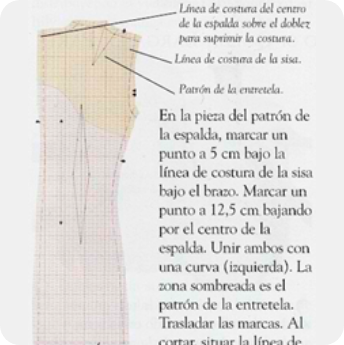 Línea de costura del centro
de la espalda sobre el doblez
para suprimir la costura.
Línea de costura de la sisa.
Patrón de la entretela.
En la pieza del patrón de
la espalda, marcar un
punto a 5 cm bajo la
línea de costura de la sisa
bajo el brazo. Marcar un
punto a 12,5 cm bajando
por el centro de la
espalda. Unir ambos con
una curva (izquierda). La
zona sombreada es el
patrón de la entretela.
Trasladar las marcas. Al
cortar, situar la línea de